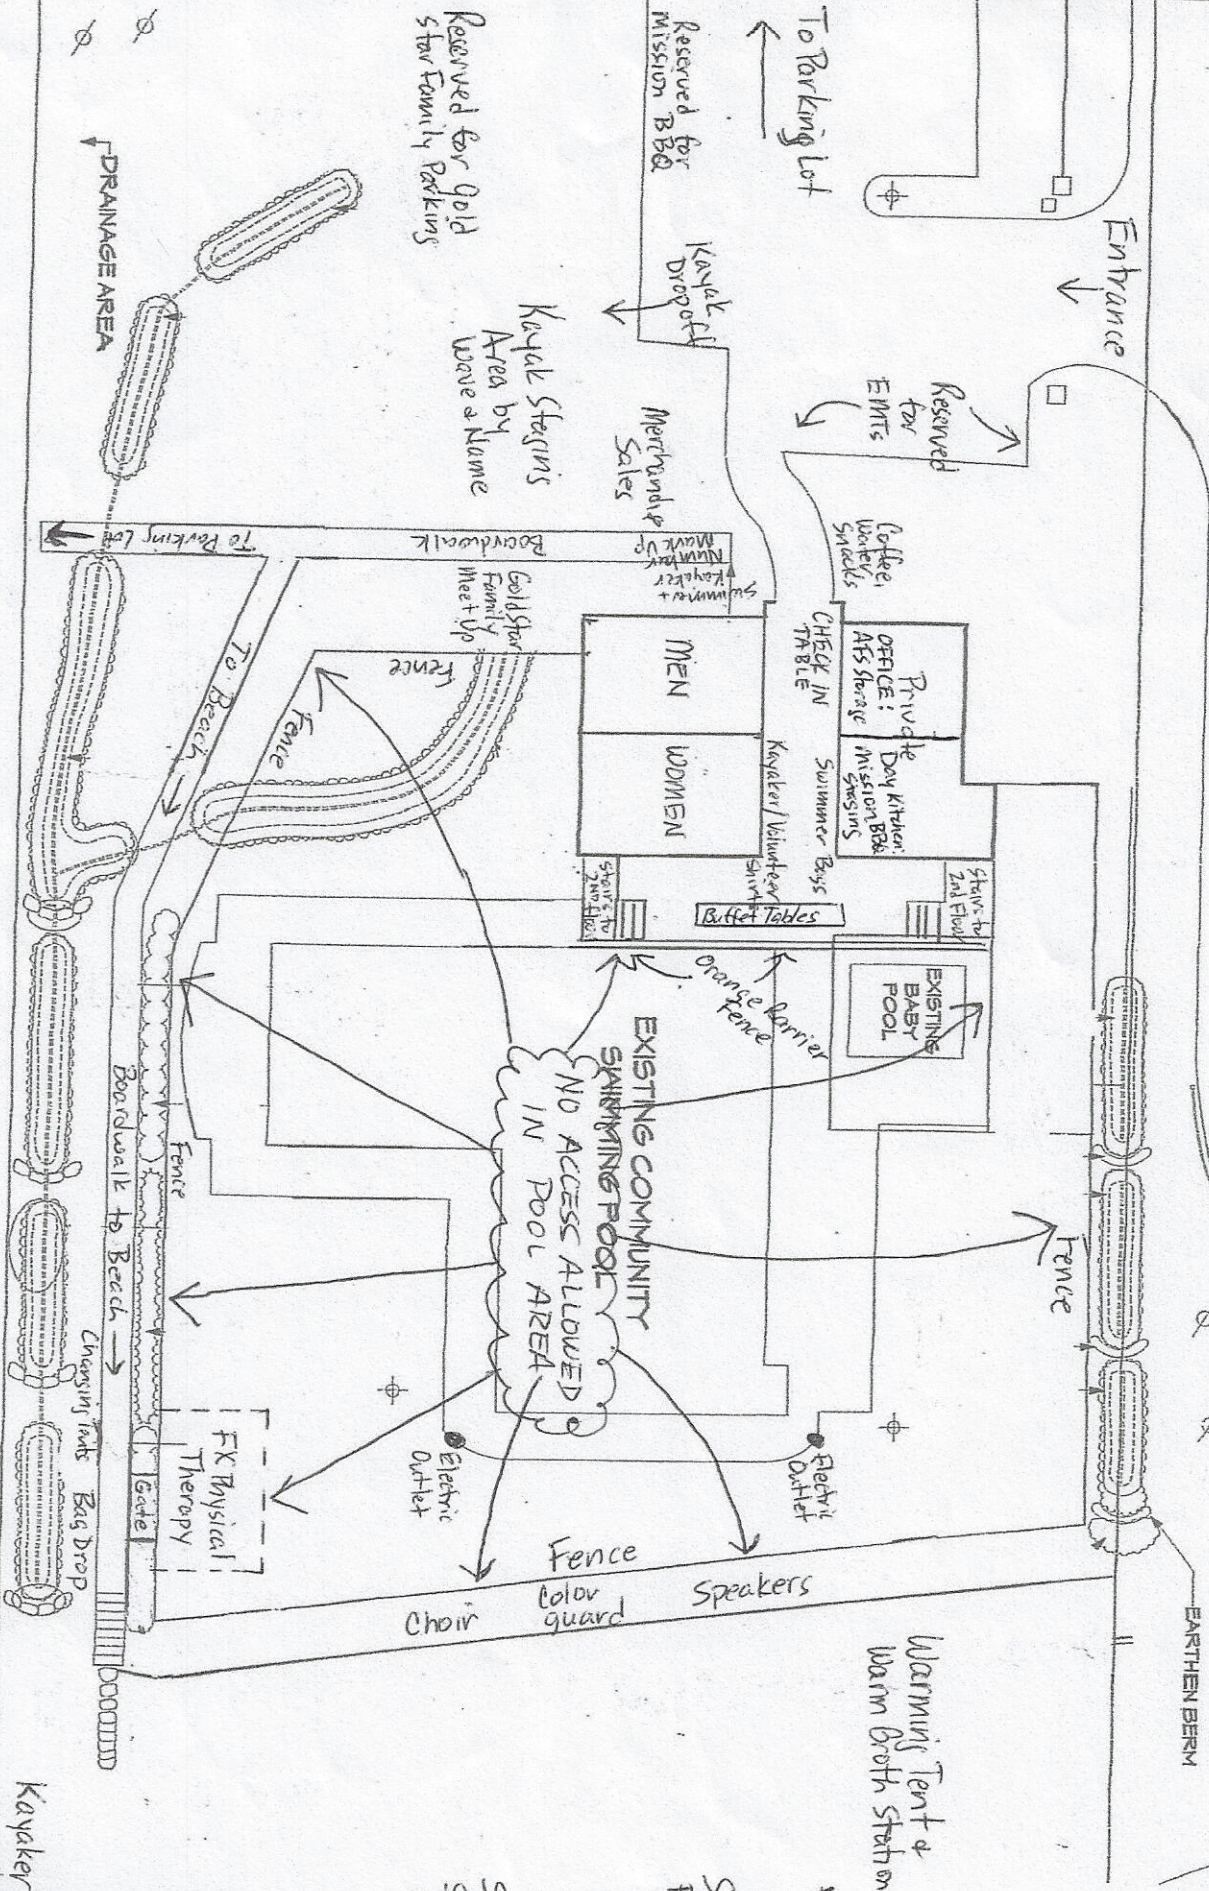 To Parking Lot
Entrance
Reserved for
Mission BBQ
Reserved for Gold
Star Family Parking
DRAINAGE AREA
Kayak
Dropoff
Reserved
for
EMTs
Kayak Staging
Area by
Wave & Name
Merchandise
Sales
Coffee,
Water,
Snacks
To Parking Lot
Boardwalk
Swimmer +
Kayaker
Number
Mark Up
Gold Star
Family
Meet Up
To Beach
Fence
Fence
MEN
WOMEN
CHECK IN
TABLE
Private
OFFICE:
AFS Storage
Day Kitchen:
Mission BBQ
Staging
Swimmer Bags
Kayaker/Volunteer
Shirts
Stairs to
2nd Floor
Buffet Tables
Stairs to
2nd Floor
Orange Barrier
Fence
EXISTING
BABY
POOL
EXISTING COMMUNITY
SWIMMING POOL
NO ACCESS ALLOWED
IN POOL AREA
Fence
Boardwalk to Beach
Fence
Changing Tents
Bag Drop
FX Physical
Therapy
Gate
Electric
Outlet
Electric
Outlet
Fence
Choir
Color
guard
Speakers
EARTHEN BERM
Warming Tent &
Warm Broth Station
Kayaker